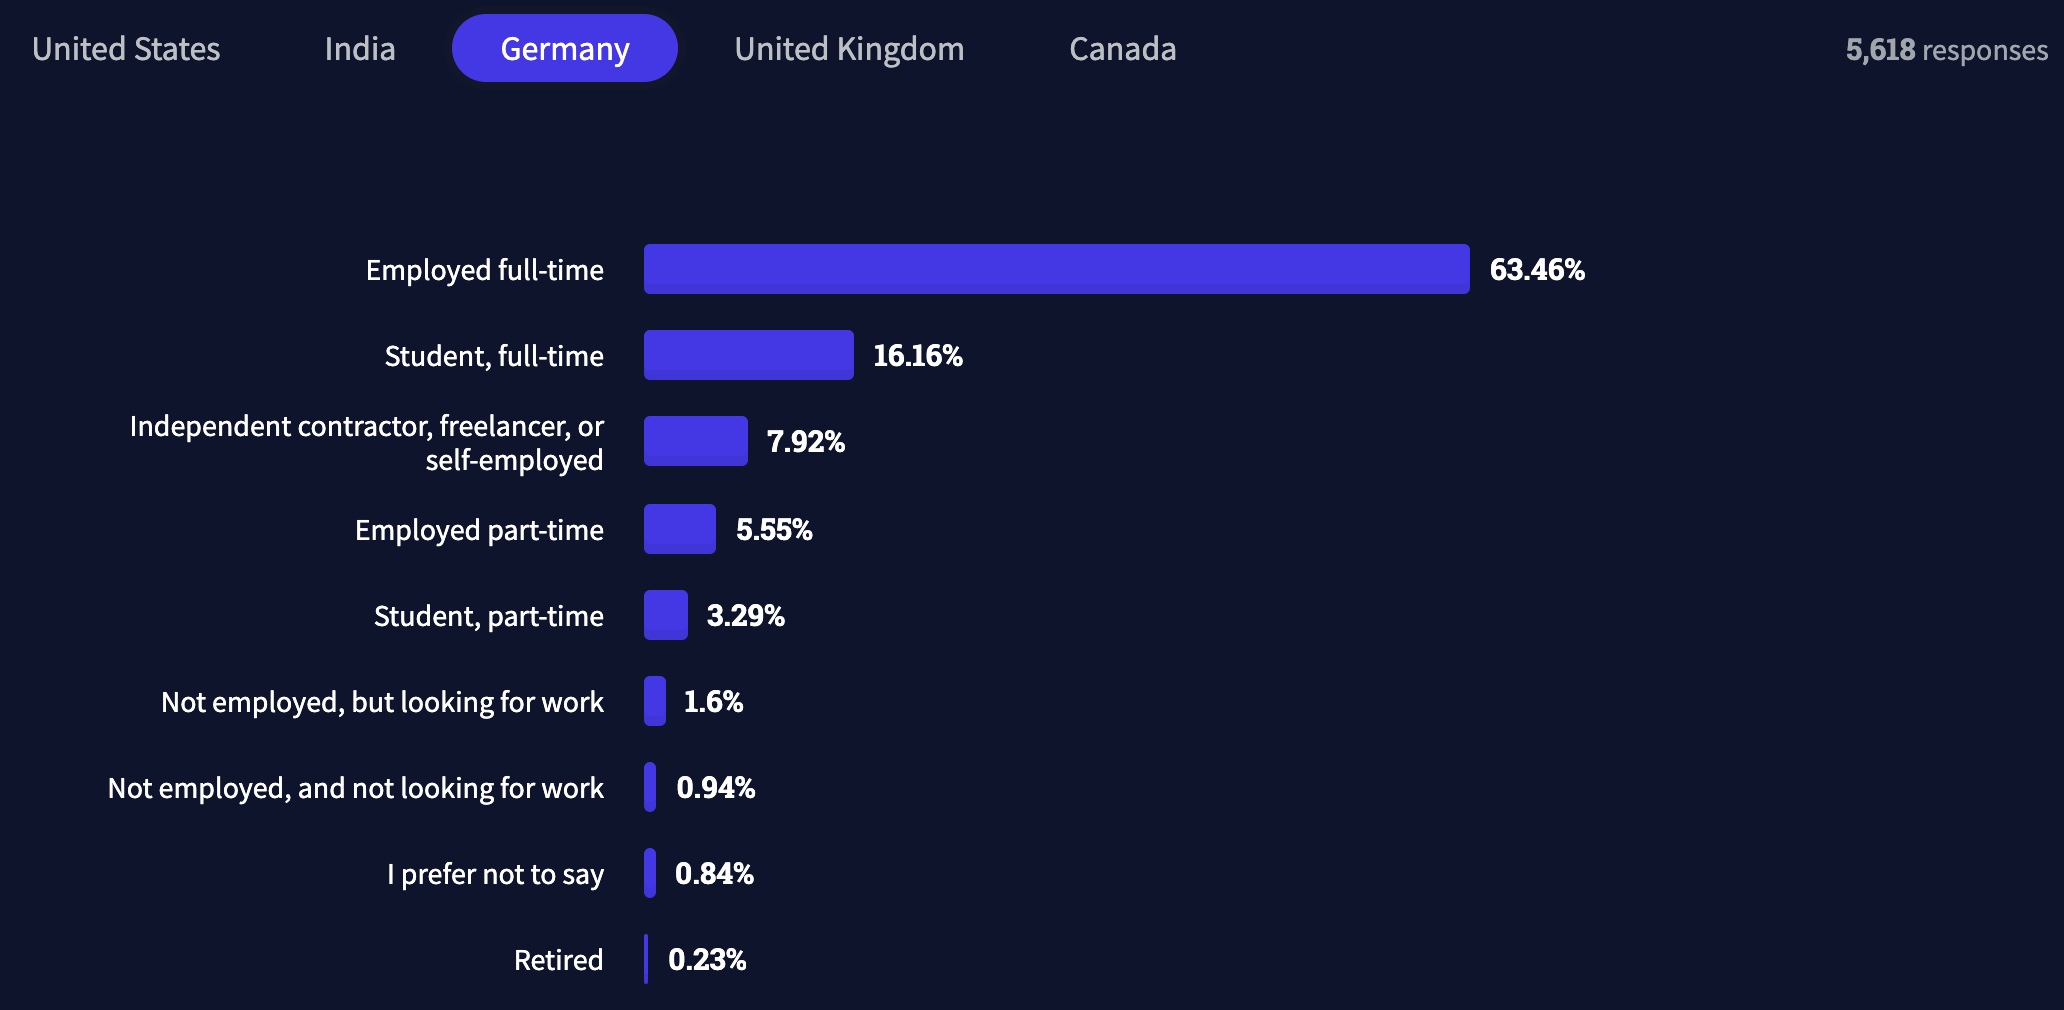 United States India Germany United Kingdom Canada 5,618 responses
Employed full-time 63.46%
Student, full-time 16.16%
Independent contractor, freelancer, or
self-employed 7.92%
Employed part-time 5.55%
Student, part-time 3.29%
Not employed, but looking for work 1.6%
Not employed, and not looking for work 0.94%
I prefer not to say 0.84%
Retired 0.23%